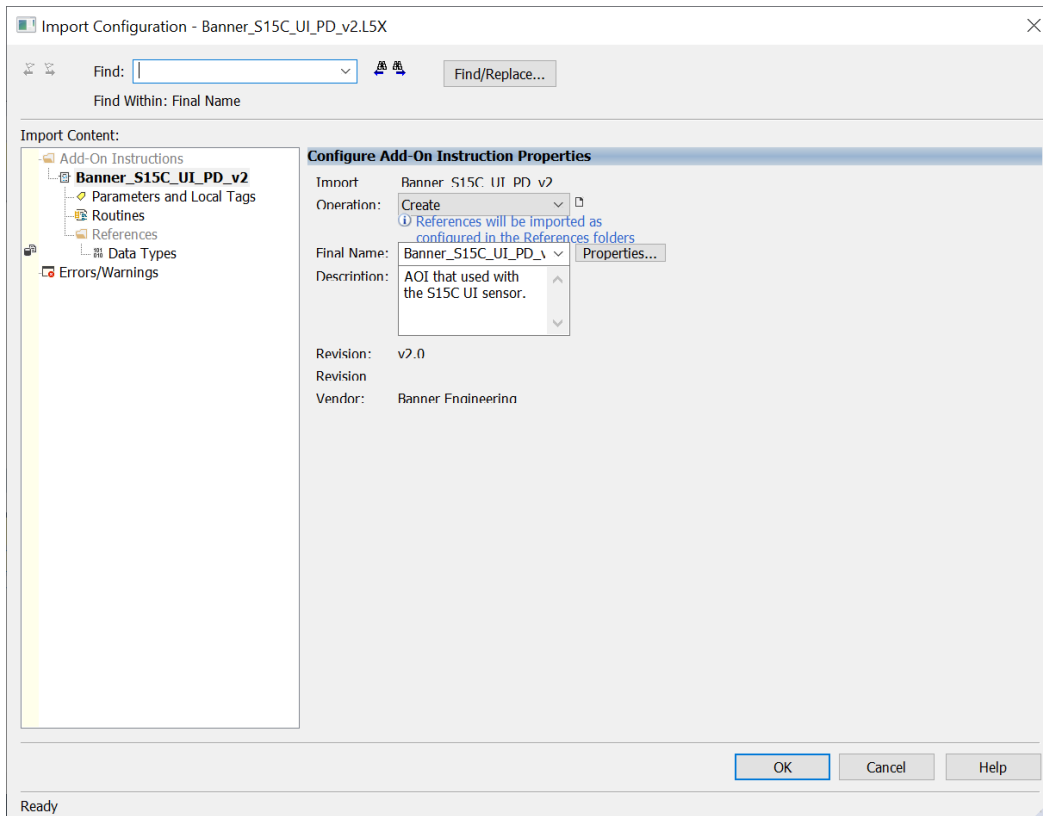 Import Configuration - Banner_S15C_UI_PD_v2.L5X
Find:
Find/Replace...
Find Within: Final Name
Import Content:
Add-On Instructions
Banner_S15C_UI_PD_v2
Parameters and Local Tags
Routines
References
Data Types
Errors/Warnings
Configure Add-On Instruction Properties
Import Banner_S15C_UI_PD_v2
Operation: Create
References will be imported as
configured in the References folders
Final Name: Banner_S15C_UI_PD_v Properties...
Description: AOI that used with
the S15C UI sensor.
Revision: v2.0
Revision
Vendor: Banner Engineering
OK Cancel Help
Ready